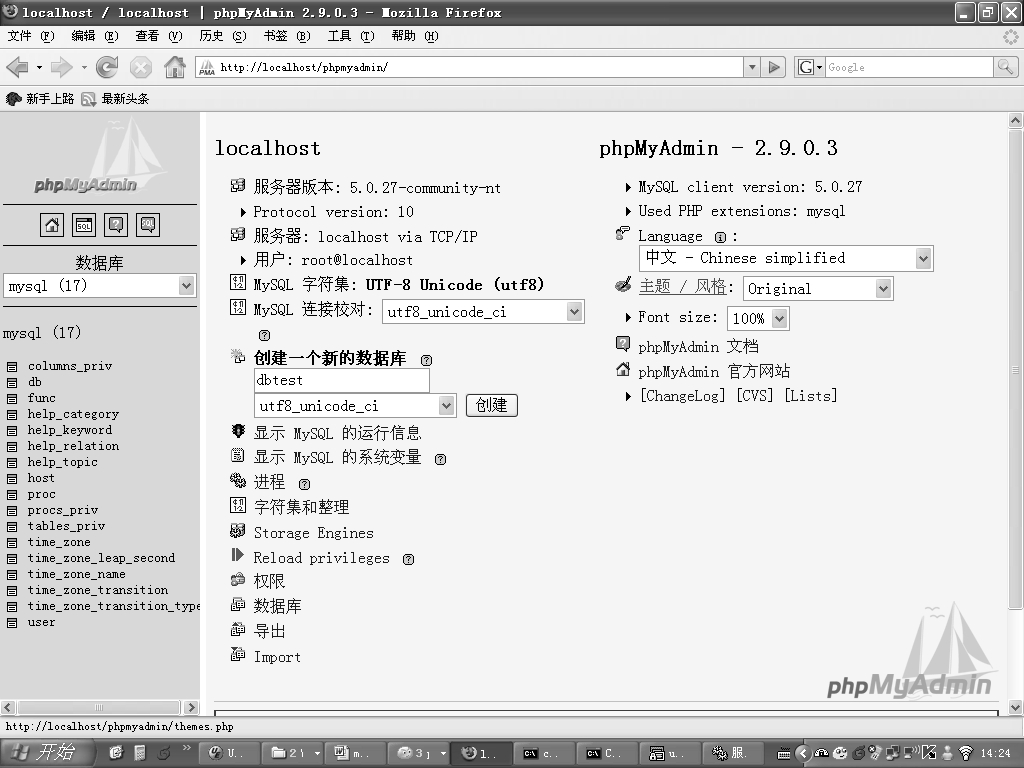 localhost / localhost | phpMyAdmin 2.9.0.3 - Mozilla Firefox
文件 (F) 编辑 (E) 查看 (V) 历史 (S) 书签 (B) 工具 (T) 帮助 (H)
http://localhost/phpmyadmin/
Google
新手上路 最新头条
phpMyAdmin
SQL
数据库
mysql (17)
mysql (17)
columns_priv
db
func
help_category
help_keyword
help_relation
help_topic
host
proc
procs_priv
tables_priv
time_zone
time_zone_leap_second
time_zone_name
time_zone_transition
time_zone_transition_type
user
localhost
服务器版本: 5.0.27-community-nt
Protocol version: 10
服务器: localhost via TCP/IP
用户: root@localhost
MySQL 字符集: UTF-8 Unicode (utf8)
MySQL 连接校对: utf8_unicode_ci
创建一个新的数据库
dbtest
utf8_unicode_ci 创建
显示 MySQL 的运行信息
显示 MySQL 的系统变量
进程
字符集和整理
Storage Engines
Reload privileges
权限
数据库
导出
Import
phpMyAdmin - 2.9.0.3
MySQL client version: 5.0.27
Used PHP extensions: mysql
Language :
中文 - Chinese simplified
主题 / 风格: Original
Font size: 100%
phpMyAdmin 文档
phpMyAdmin 官方网站
[ChangeLog] [CVS] [Lists]
phpMyAdmin
http://localhost/phpmyadmin/themes.php
开始 U.. 2 m.. 3 l.. c.. C.. u.. 服. 14:24